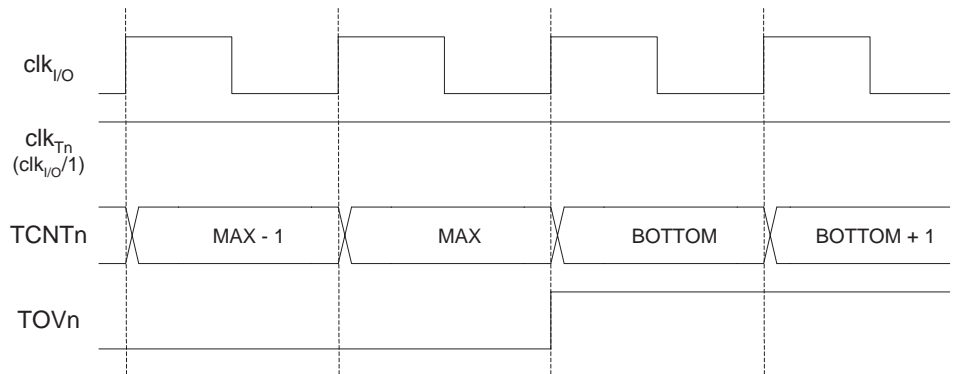 clkI/O
clkTn
(clkI/O/1)
TCNTn MAX - 1 MAX BOTTOM BOTTOM + 1
TOVn